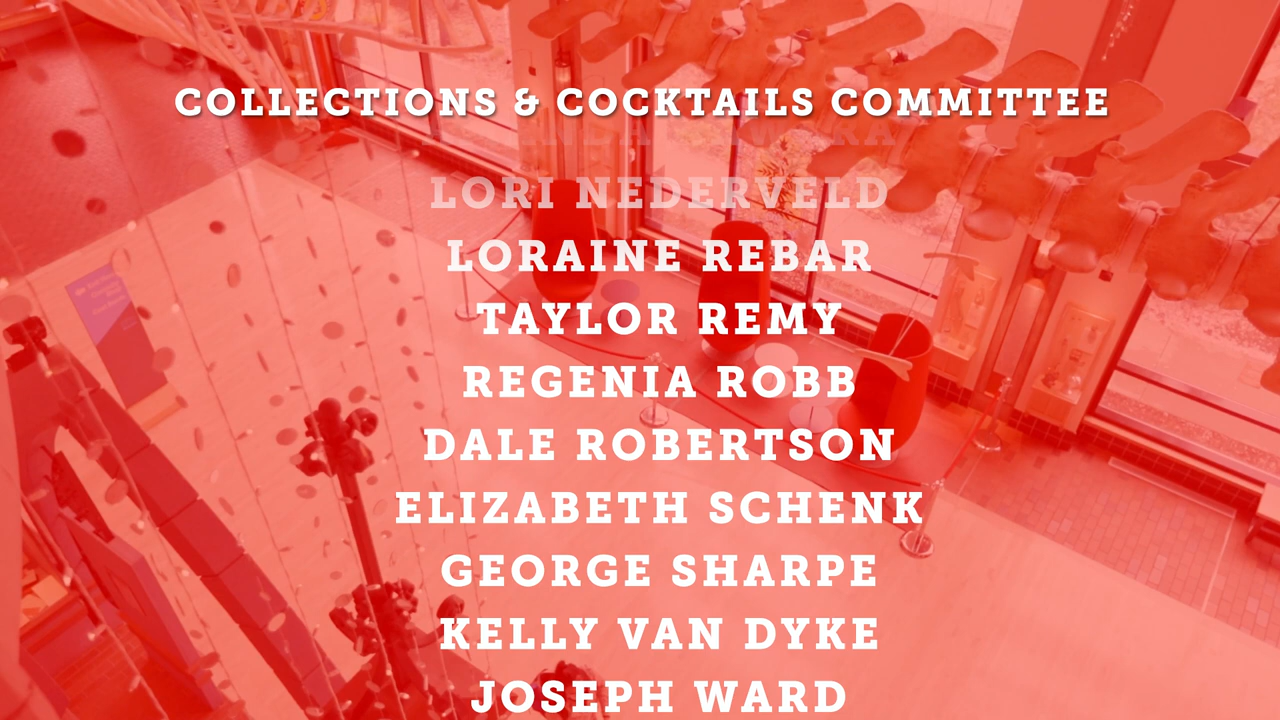 COLLECTIONS & COCKTAILS COMMITTEE
LORI NEDERVELD
LORAINE REBAR
TAYLOR REMY
REGENIA ROBB
DALE ROBERTSON
ELIZABETH SCHENK
GEORGE SHARPE
KELLY VAN DYKE
JOSEPH WARD